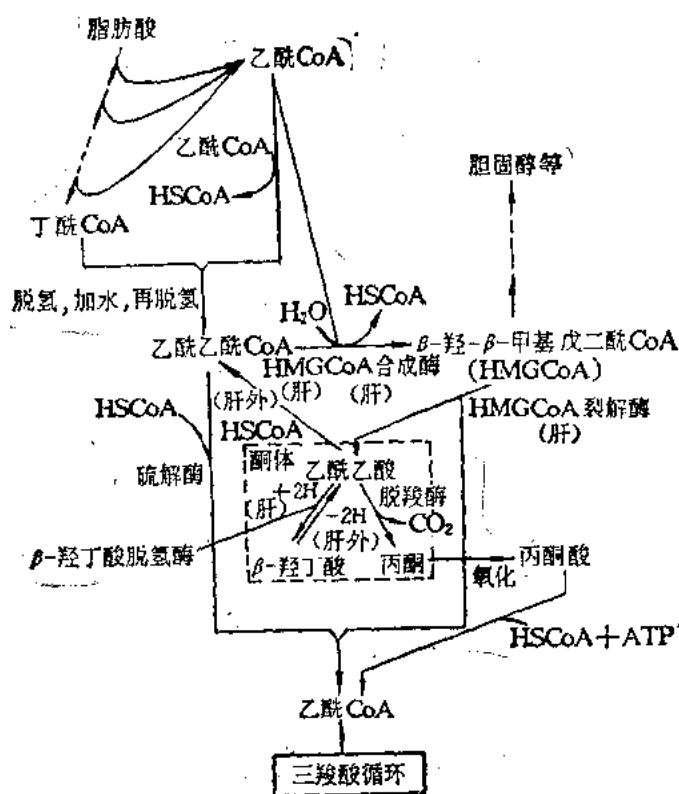 脂肪酸
乙酰CoA
乙酰CoA
HSCoA
胆固醇等
丁酰CoA
脱氢,加水,再脱氢
H₂O
HSCoA
乙酰乙酰CoA
β-羟-β-甲基戊二酰CoA
(HMGCoA)
HMGCoA合成酶
(肝)
(肝)
(肝外)
HSCoA
HSCoA
HMGCoA裂解酶
(肝)
硫解酶
酮体
乙酰乙酸
(肝)
+2H
-2H
(肝外)
脱羧酶
CO₂
β-羟丁酸脱氢酶
β-羟丁酸
丙酮
氧化
丙酮酸
HSCoA+ATP
乙酰CoA
三羧酸循环